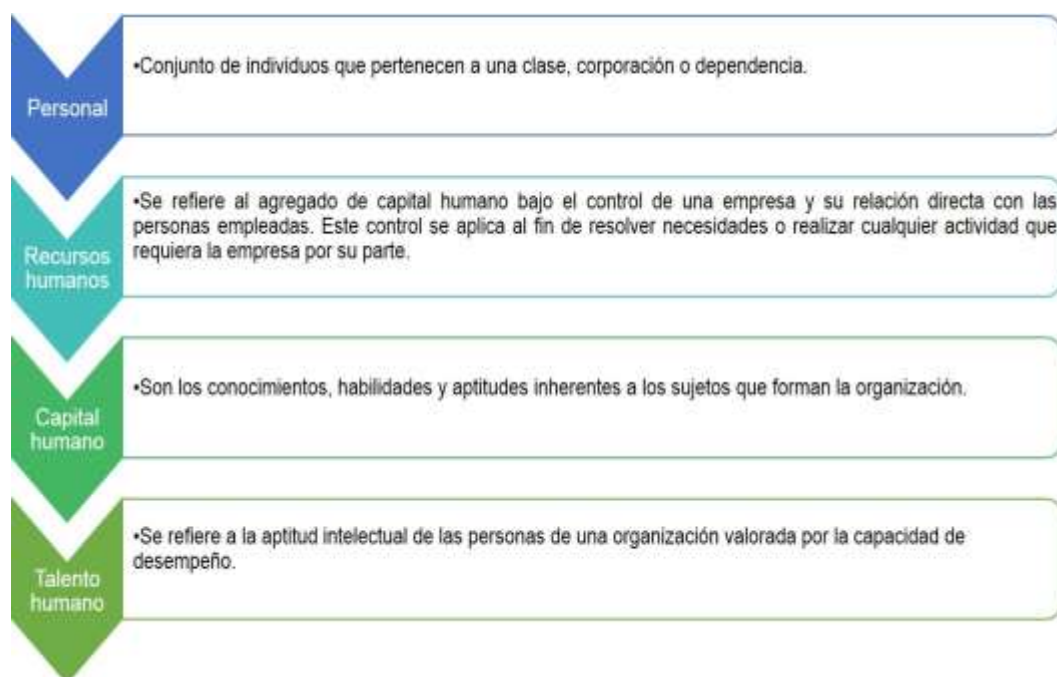 Personal
•Conjunto de individuos que pertenecen a una clase, corporación o dependencia.
Recursos
humanos
•Se refiere al agregado de capital humano bajo el control de una empresa y su relación directa con las
personas empleadas. Este control se aplica al fin de resolver necesidades o realizar cualquier actividad que
requiera la empresa por su parte.
Capital
humano
•Son los conocimientos, habilidades y aptitudes inherentes a los sujetos que forman la organización.
Talento
humano
•Se refiere a la aptitud intelectual de las personas de una organización valorada por la capacidad de
desempeño.